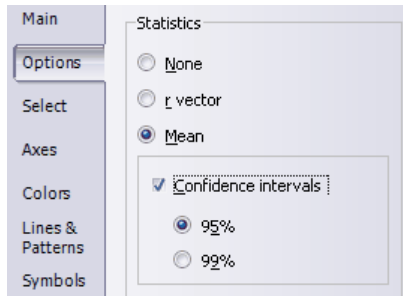 Main
Options
Select
Axes
Colors
Lines &
Patterns
Symbols
Statistics
None
r vector
Mean
Confidence intervals
95%
99%